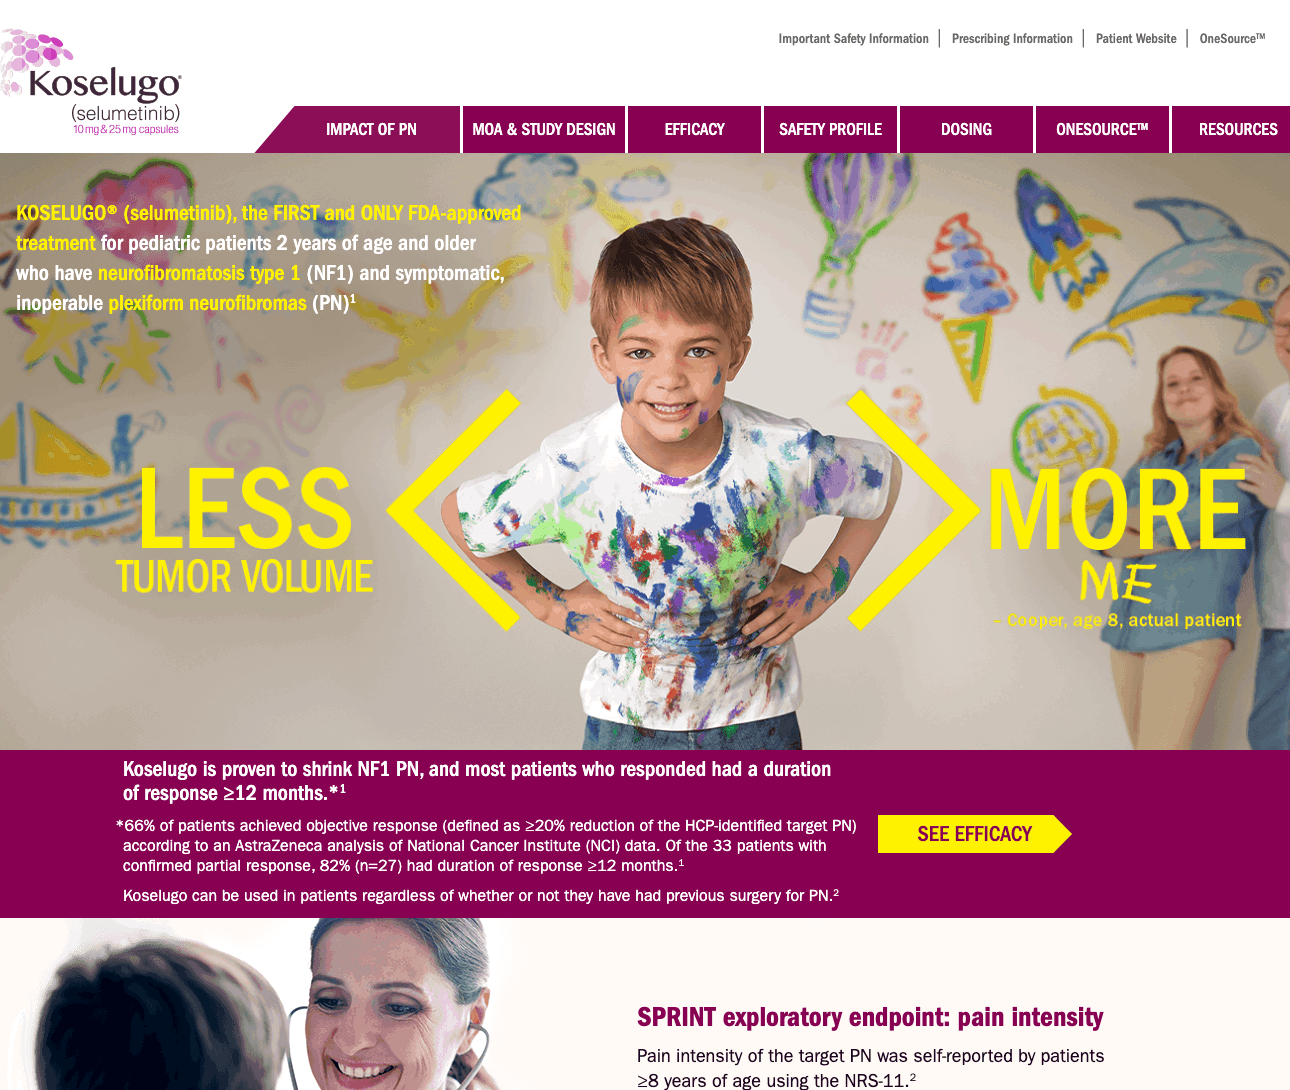 Important Safety Information | Prescribing Information | Patient Website | OneSource™
Koselugo®
(selumetinib)
10 mg & 25 mg capsules
IMPACT OF PN
MOA & STUDY DESIGN
EFFICACY
SAFETY PROFILE
DOSING
ONESOURCE™
RESOURCES
KOSELUGO® (selumetinib), the FIRST and ONLY FDA-approved
treatment for pediatric patients 2 years of age and older
who have neurofibromatosis type 1 (NF1) and symptomatic,
inoperable plexiform neurofibromas (PN)¹
LESS
TUMOR VOLUME
MORE
ME
- Cooper, age 8, actual patient
Koselugo is proven to shrink NF1 PN, and most patients who responded had a duration
of response ≥12 months.*¹
*66% of patients achieved objective response (defined as ≥20% reduction of the HCP-identified target PN)
according to an AstraZeneca analysis of National Cancer Institute (NCI) data. Of the 33 patients with
confirmed partial response, 82% (n=27) had duration of response ≥12 months.¹
Koselugo can be used in patients regardless of whether or not they have had previous surgery for PN.²
SEE EFFICACY
SPRINT exploratory endpoint: pain intensity
Pain intensity of the target PN was self-reported by patients
≥8 years of age using the NRS-11.²